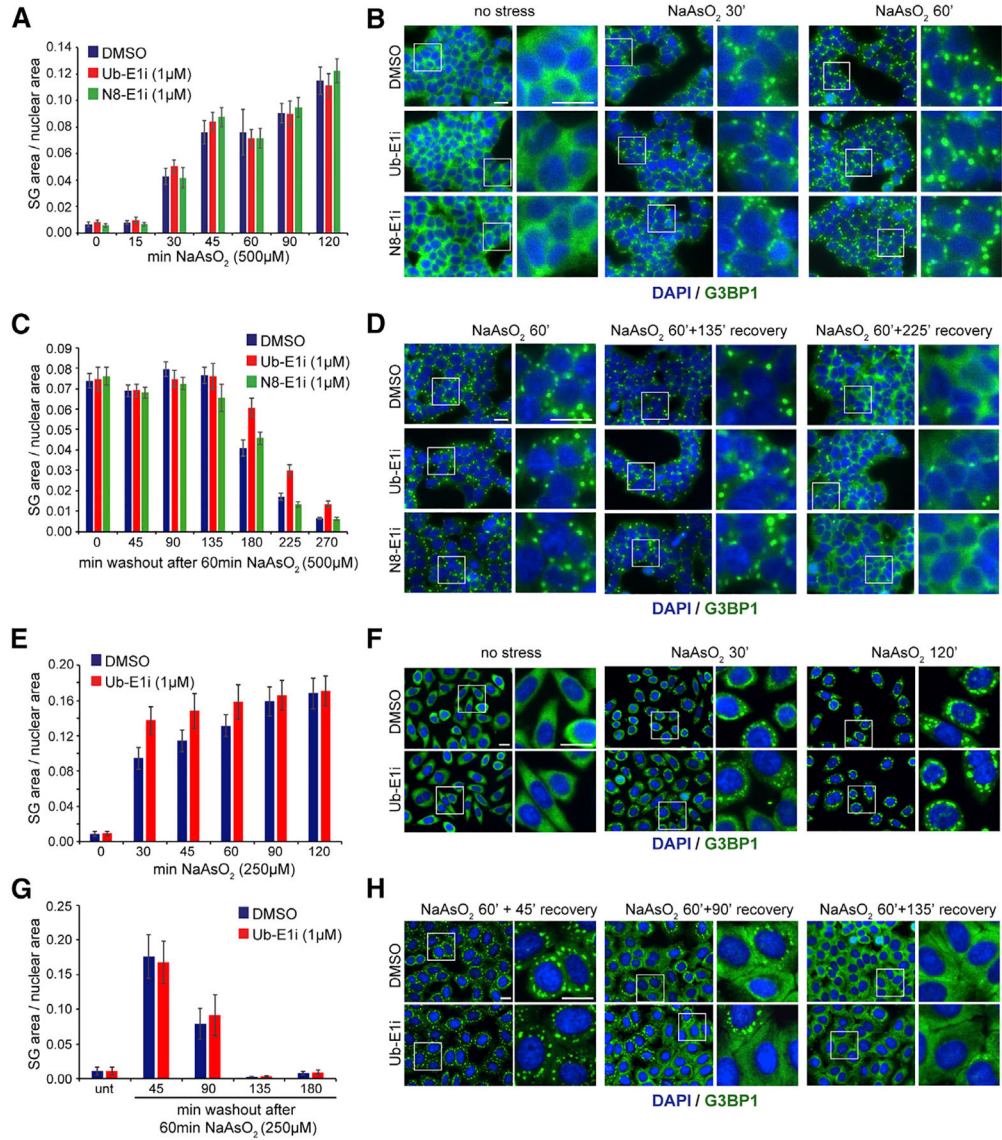 A
SG area / nuclear area
0.14
0.12
0.10
0.08
0.06
0.04
0.02
0.00
DMSO
Ub-E1i (1µM)
N8-E1i (1µM)
0 15 30 45 60 90 120
min NaAsO2 (500µM)
B
no stress NaAsO2 30' NaAsO2 60'
DMSO
Ub-E1i
N8-E1i
DAPI / G3BP1
C
SG area / nuclear area
0.09
0.08
0.07
0.06
0.05
0.04
0.03
0.02
0.01
0.00
DMSO
Ub-E1i (1µM)
N8-E1i (1µM)
0 45 90 135 180 225 270
min washout after 60min NaAsO2 (500µM)
D
NaAsO2 60' NaAsO2 60'+135' recovery NaAsO2 60'+225' recovery
DMSO
Ub-E1i
N8-E1i
DAPI / G3BP1
E
SG area / nuclear area
0.20
0.16
0.12
0.08
0.04
0.00
DMSO
Ub-E1i (1µM)
0 30 45 60 90 120
min NaAsO2 (250µM)
F
no stress NaAsO2 30' NaAsO2 120'
DMSO
Ub-E1i
DAPI / G3BP1
G
SG area / nuclear area
0.25
0.20
0.15
0.10
0.05
0.00
DMSO
Ub-E1i (1µM)
unt 45 90 135 180
min washout after
60min NaAsO2 (250µM)
H
NaAsO2 60' + 45' recovery NaAsO2 60'+90' recovery NaAsO2 60'+135' recovery
DMSO
Ub-E1i
DAPI / G3BP1